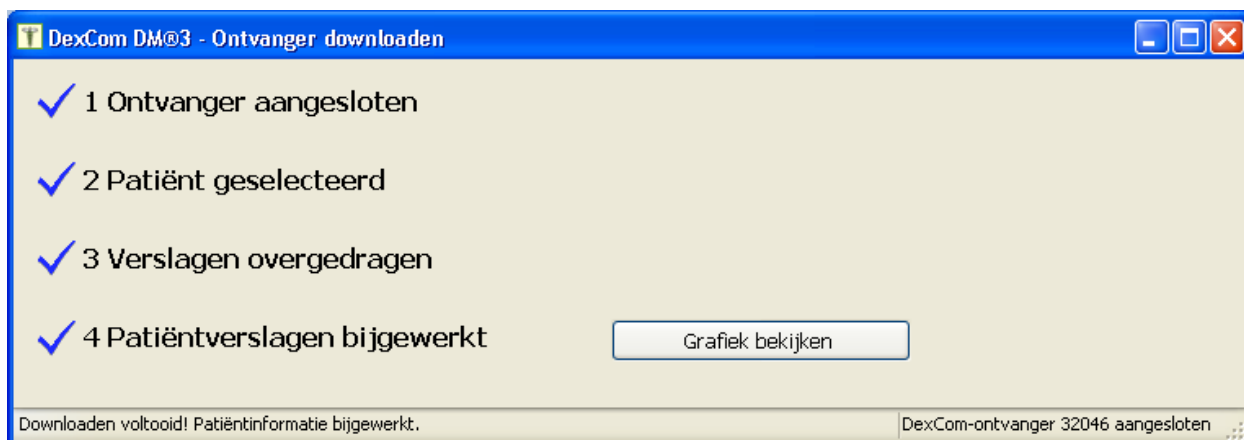 DexCom DM®3 - Ontvanger downloaden
1 Ontvanger aangesloten
2 Patiënt geselecteerd
3 Verslagen overgedragen
4 Patiëntverslagen bijgewerkt
Grafiek bekijken
Downloaden voltooid! Patiëntinformatie bijgewerkt.
DexCom-ontvanger 32046 aangesloten